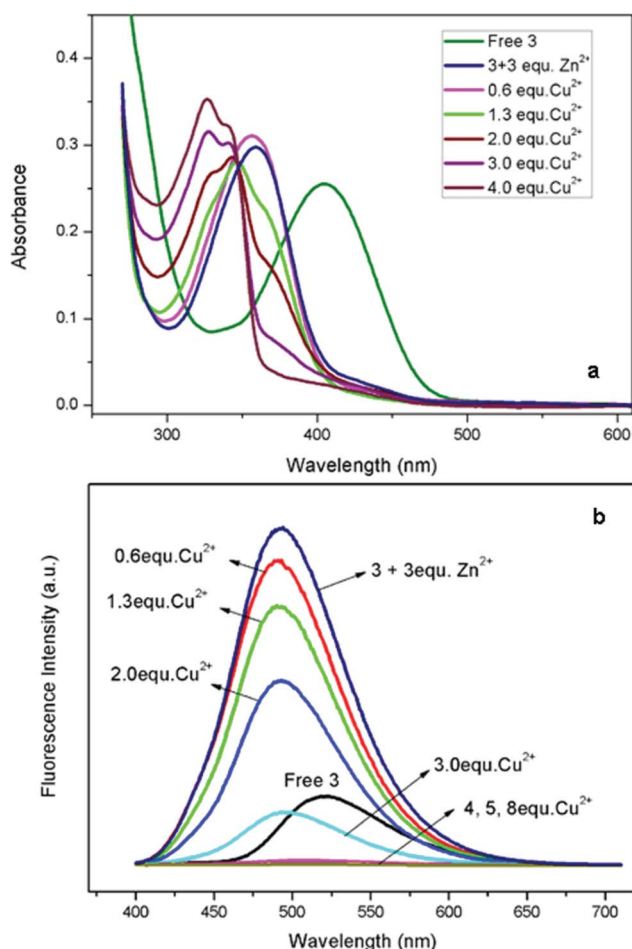 0.4
0.3
0.2
0.1
0.0
Absorbance
Free 3
3+3 equ. Zn²⁺
0.6 equ.Cu²⁺
1.3 equ.Cu²⁺
2.0 equ.Cu²⁺
3.0 equ.Cu²⁺
4.0 equ.Cu²⁺
a
300 400 500 600
Wavelength (nm)
b
Fluorescence Intensity (a.u.)
0.6equ.Cu²⁺
3 + 3equ. Zn²⁺
1.3equ.Cu²⁺
2.0equ.Cu²⁺
3.0equ.Cu²⁺
Free 3
4, 5, 8equ.Cu²⁺
400 450 500 550 600 650 700
Wavelength (nm)